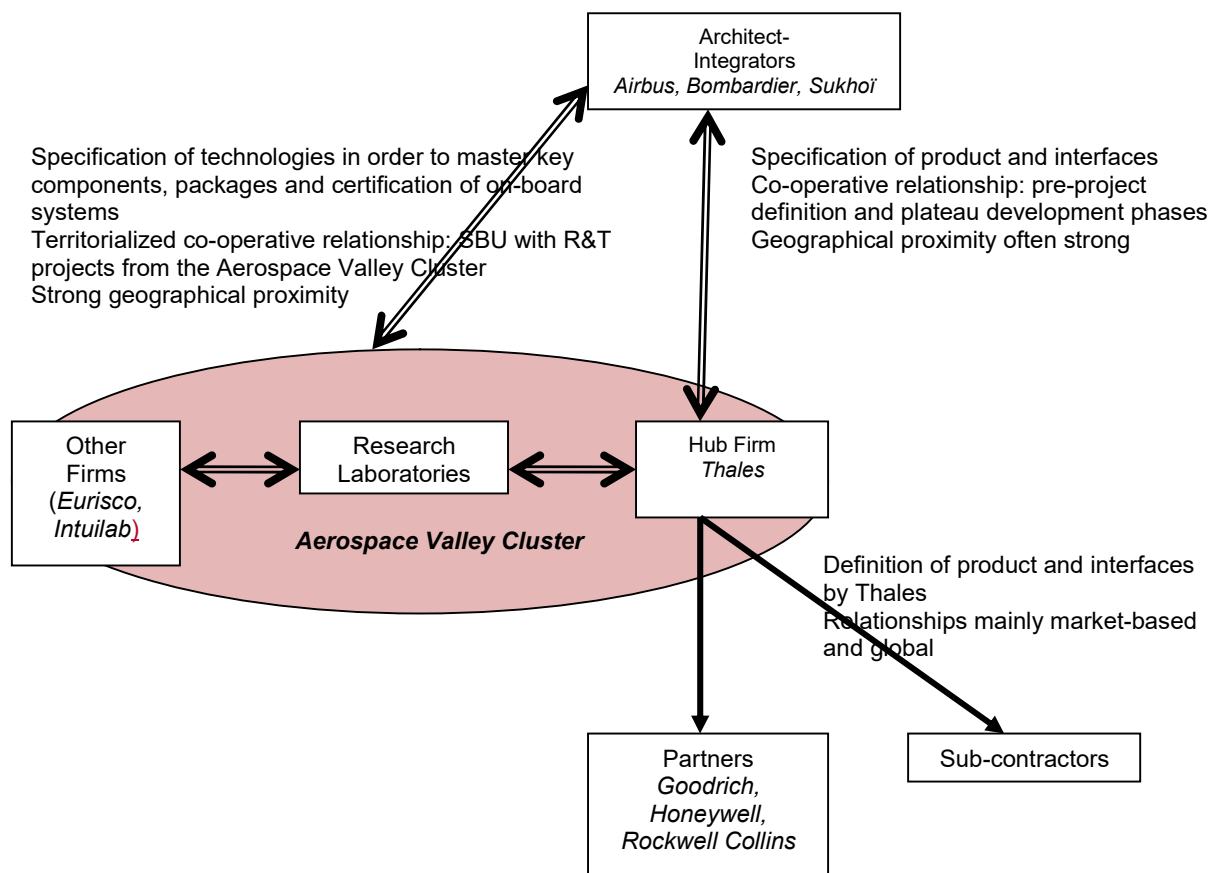 Architect-
Integrators
Airbus, Bombardier, Sukhoï
Specification of technologies in order to master key
components, packages and certification of on-board
systems
Territorialized co-operative relationship: SBU with R&T
projects from the Aerospace Valley Cluster
Strong geographical proximity
Specification of product and interfaces
Co-operative relationship: pre-project
definition and plateau development phases
Geographical proximity often strong
Other
Firms
(Eurisco,
Intuilab)
Research
Laboratories
Hub Firm
Thales
Aerospace Valley Cluster
Definition of product and interfaces
by Thales
Relationships mainly market-based
and global
Partners
Goodrich,
Honeywell,
Rockwell Collins
Sub-contractors